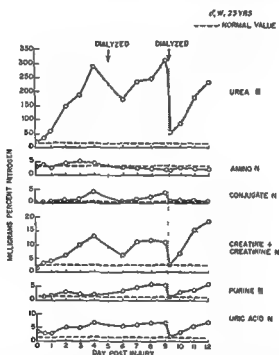 ♂, W, 23 YRS
NORMAL VALUE
DIALYZED
DIALYZED
350
300
250
200
150
100
50
0
UREA N
5
0
AMINO N
5
0
CONJUGATE N
20
10
0
CREATINE +
CREATININE N
5
0
PURINE N
10
5
0
URIC ACID N
MILLIGRAMS PERCENT NITROGEN
0 1 2 3 4 5 6 7 8 9 10 11 12
DAY POST INJURY